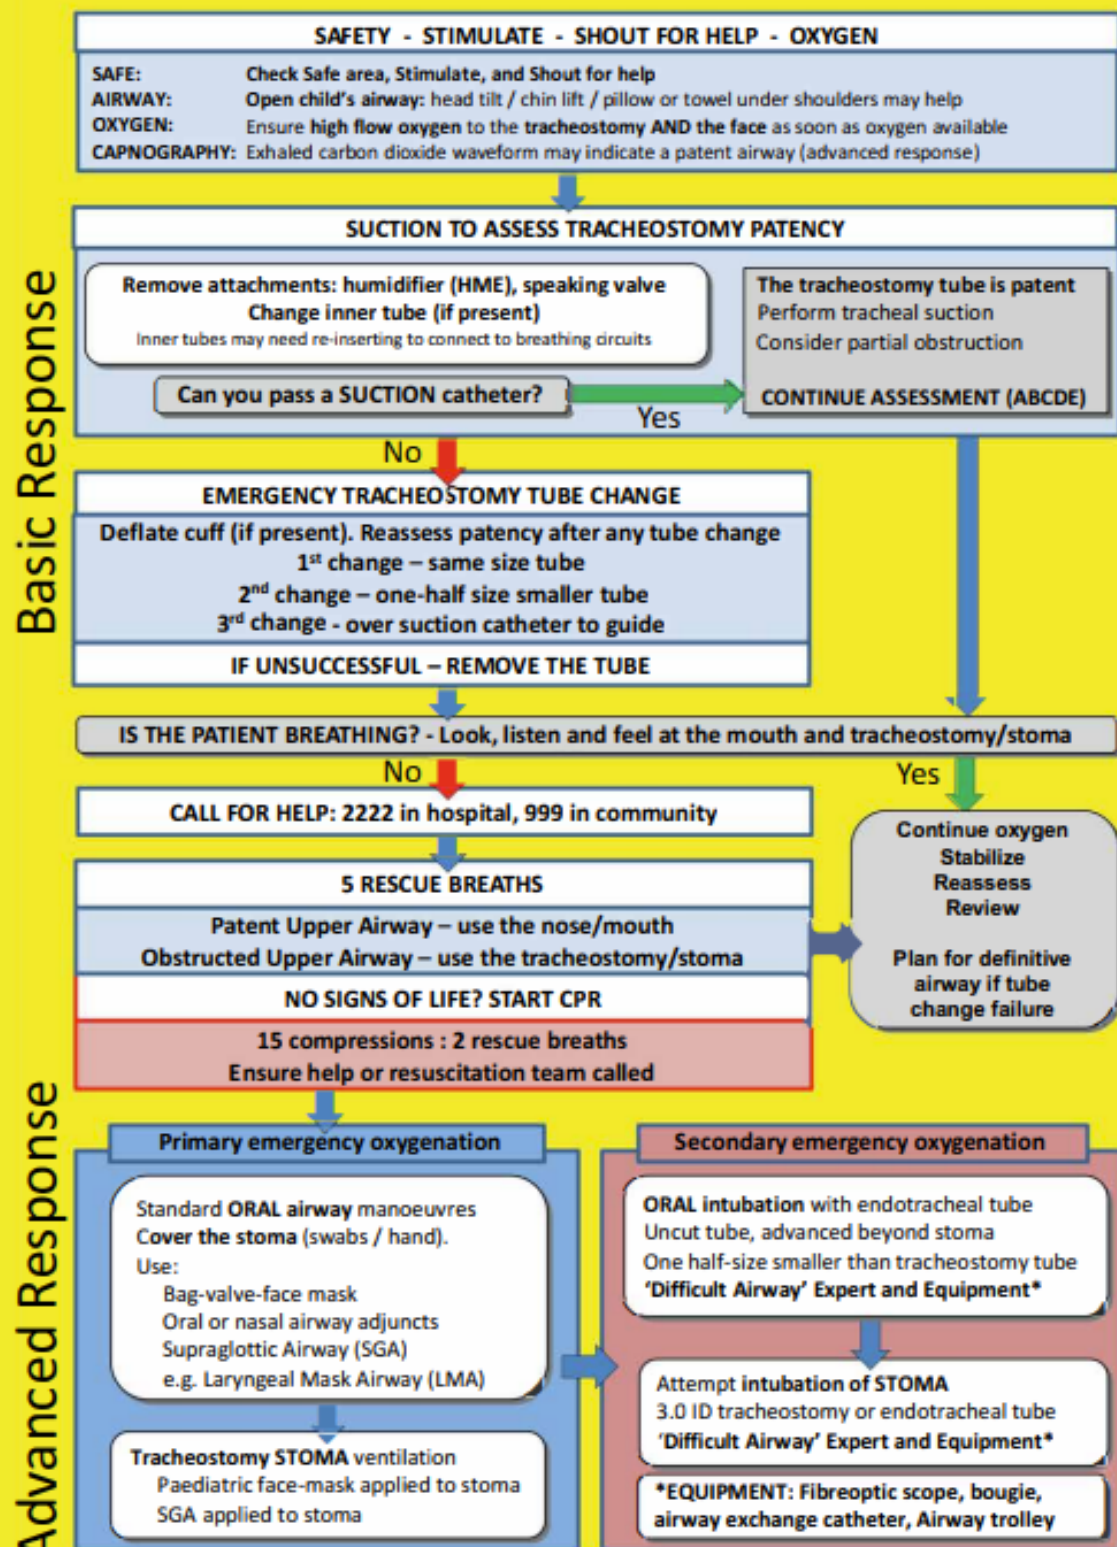 SAFETY - STIMULATE - SHOUT FOR HELP - OXYGEN
SAFE: Check Safe area, Stimulate, and Shout for help
AIRWAY: Open child's airway: head tilt / chin lift / pillow or towel under shoulders may help
OXYGEN: Ensure high flow oxygen to the tracheostomy AND the face as soon as oxygen available
CAPNOGRAPHY: Exhaled carbon dioxide waveform may indicate a patent airway (advanced response)
Basic Response
SUCTION TO ASSESS TRACHEOSTOMY PATENCY
Remove attachments: humidifier (HME), speaking valve
Change inner tube (if present)
Inner tubes may need re-inserting to connect to breathing circuits
Can you pass a SUCTION catheter?
Yes
The tracheostomy tube is patent
Perform tracheal suction
Consider partial obstruction
CONTINUE ASSESSMENT (ABCDE)
No
EMERGENCY TRACHEOSTOMY TUBE CHANGE
Deflate cuff (if present). Reassess patency after any tube change
1st change – same size tube
2nd change – one-half size smaller tube
3rd change - over suction catheter to guide
IF UNSUCCESSFUL – REMOVE THE TUBE
IS THE PATIENT BREATHING? - Look, listen and feel at the mouth and tracheostomy/stoma
No
Yes
CALL FOR HELP: 2222 in hospital, 999 in community
5 RESCUE BREATHS
Patent Upper Airway – use the nose/mouth
Obstructed Upper Airway – use the tracheostomy/stoma
NO SIGNS OF LIFE? START CPR
15 compressions : 2 rescue breaths
Ensure help or resuscitation team called
Continue oxygen
Stabilize
Reassess
Review
Plan for definitive
airway if tube
change failure
Advanced Response
Primary emergency oxygenation
Standard ORAL airway manoeuvres
Cover the stoma (swabs / hand).
Use:
Bag-valve-face mask
Oral or nasal airway adjuncts
Supraglottic Airway (SGA)
e.g. Laryngeal Mask Airway (LMA)
Tracheostomy STOMA ventilation
Paediatric face-mask applied to stoma
SGA applied to stoma
Secondary emergency oxygenation
ORAL intubation with endotracheal tube
Uncut tube, advanced beyond stoma
One half-size smaller than tracheostomy tube
'Difficult Airway' Expert and Equipment*
Attempt intubation of STOMA
3.0 ID tracheostomy or endotracheal tube
'Difficult Airway' Expert and Equipment*
*EQUIPMENT: Fibreoptic scope, bougie,
airway exchange catheter, Airway trolley